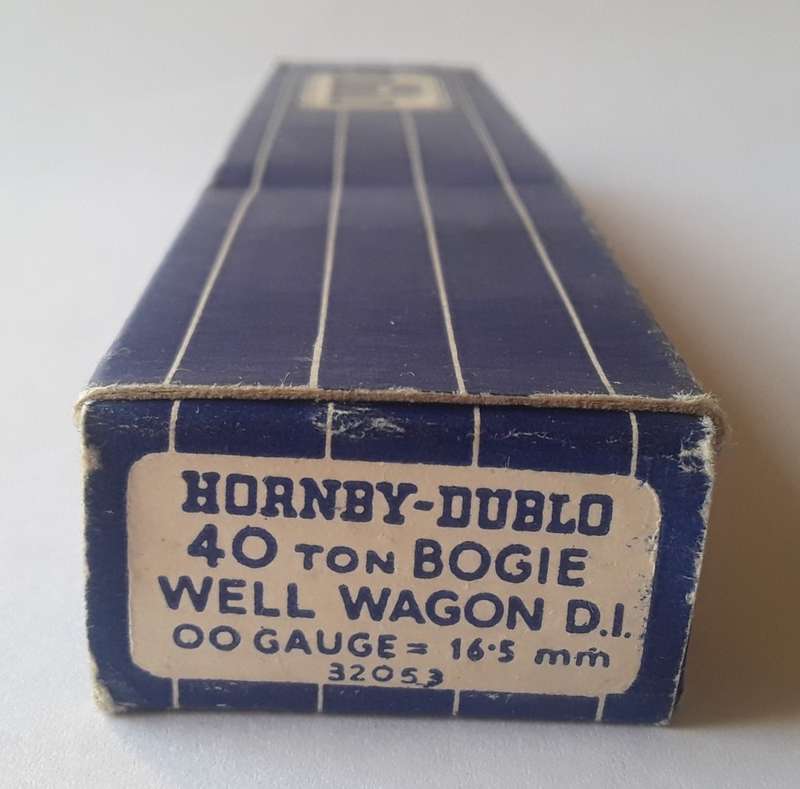 HORNBY-DUBLO
40 TON BOGIE
WELL WAGON D.I.
OO GAUGE = 16·5 mm
32053